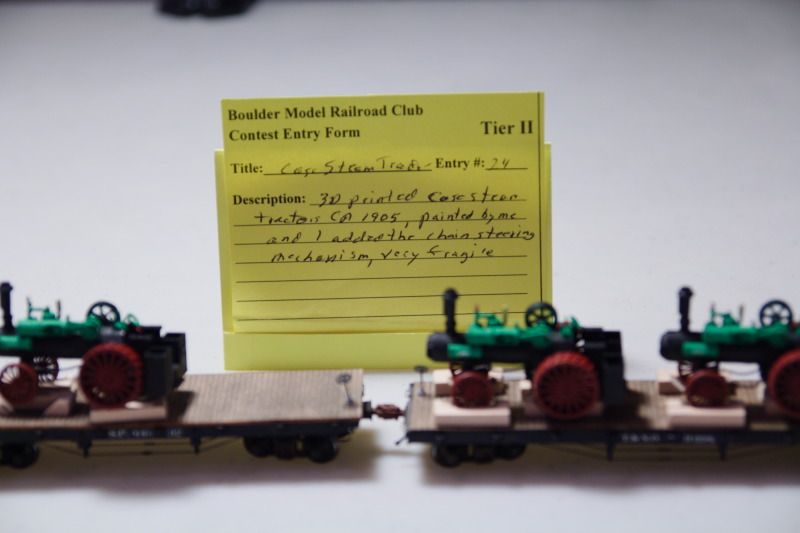 Boulder Model Railroad Club
Contest Entry Form Tier II
Title: Case Steam Tractor Entry #: 24
Description: 3D printed Case steam
tractors CA 1905, painted by me
and I added the chain steering
mechanism, very fragile